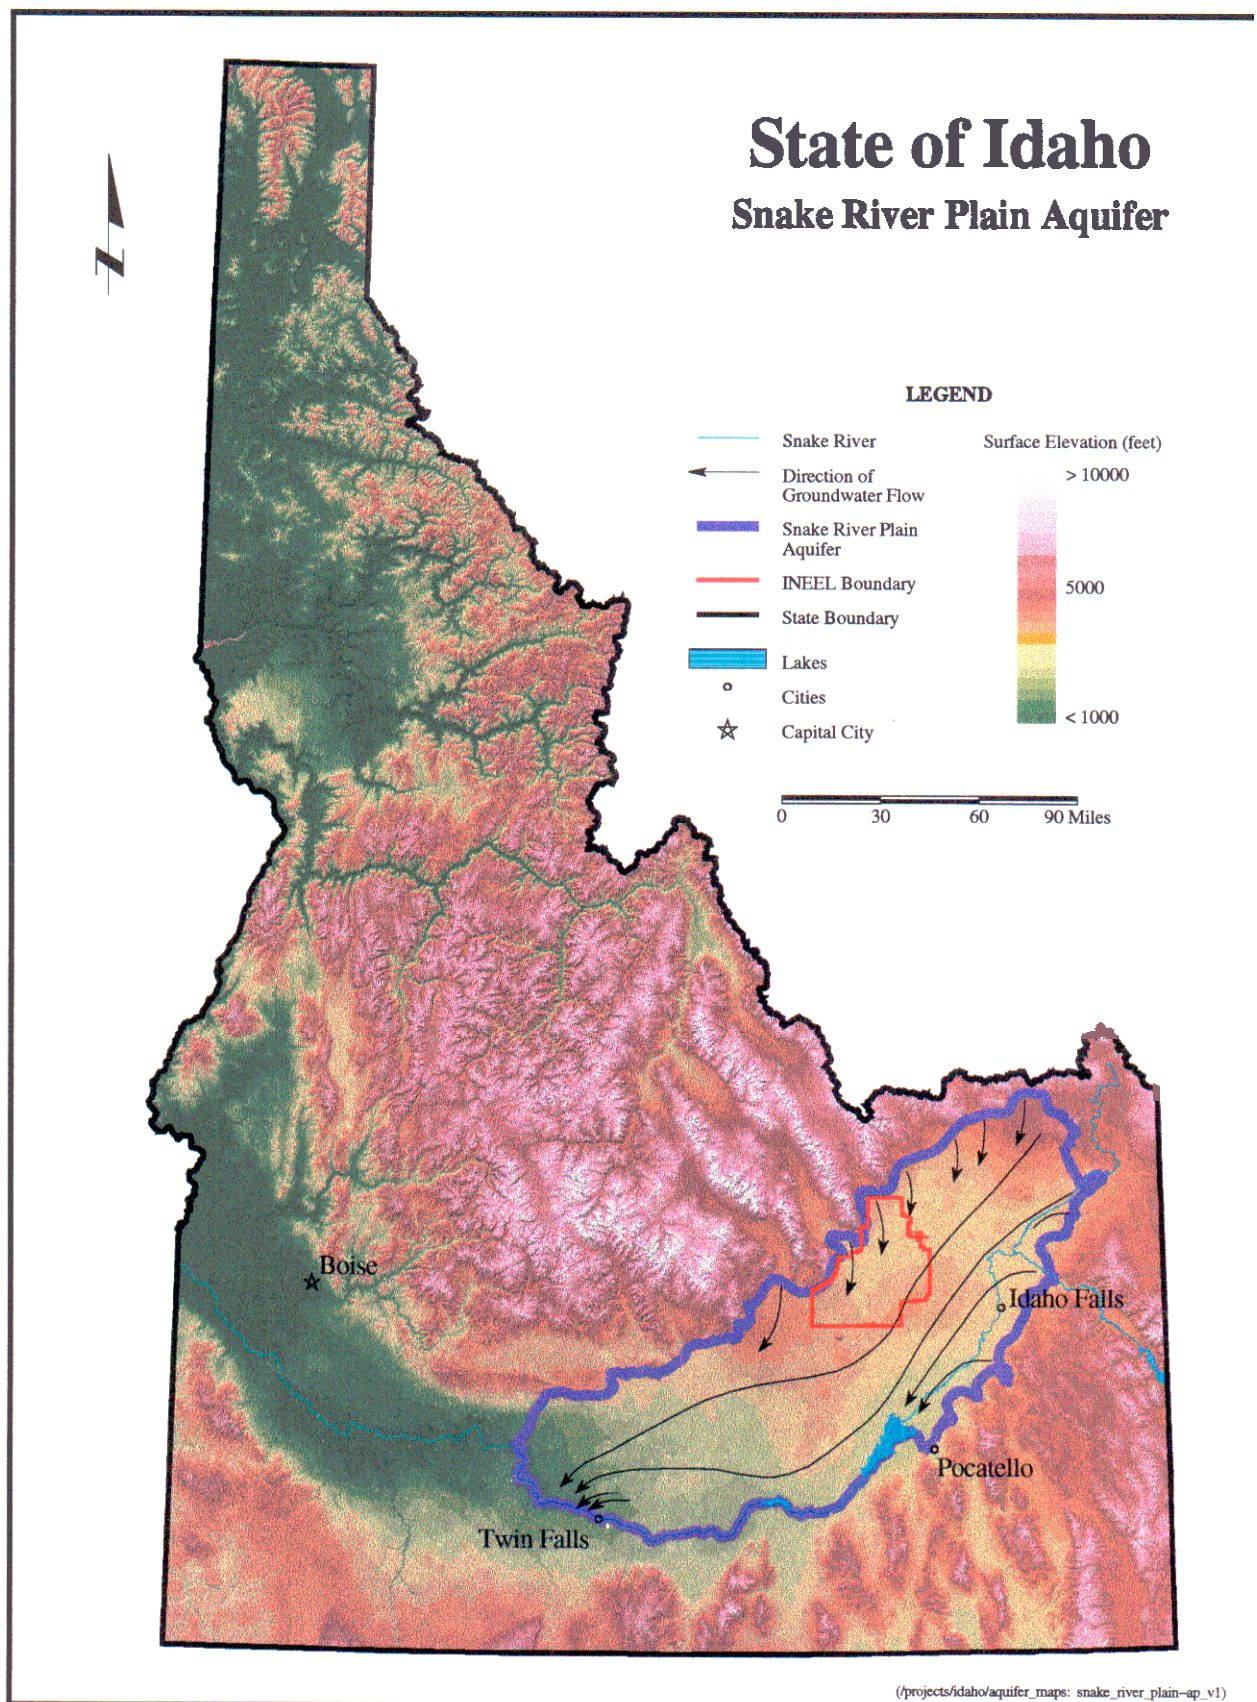 State of Idaho
Snake River Plain Aquifer
N
LEGEND
Snake River
Direction of
Groundwater Flow
Snake River Plain
Aquifer
INEEL Boundary
State Boundary
Lakes
Cities
Capital City
Surface Elevation (feet)
> 10000
5000
< 1000
0 30 60 90 Miles
Boise
Idaho Falls
Pocatello
Twin Falls
(/projects/idaho/aquifer_maps: snake_river_plain-ap_v1)